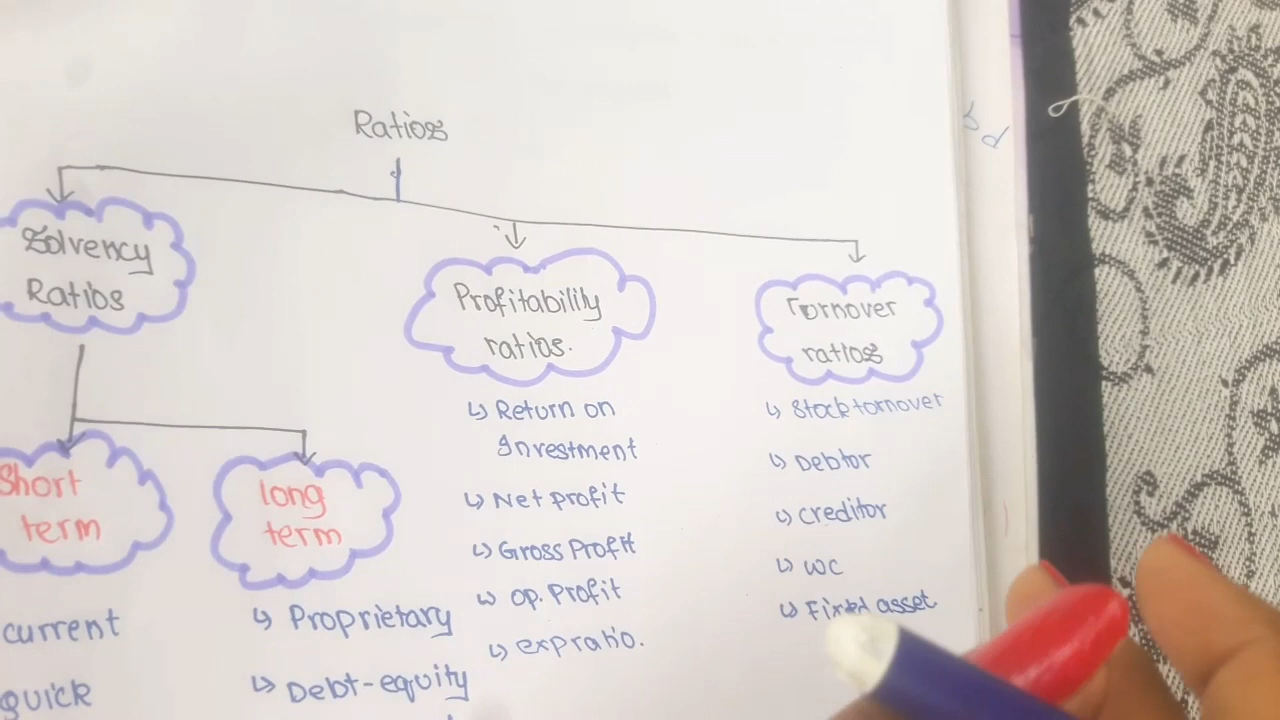 Ratios
Solvency
Ratios
Profitability
ratios.
Turnover
ratios
Short
term
long
term
current
quick
↳ Proprietary
↳ Debt-equity
↳ Return on
Investment
↳ Net profit
↳ Gross Profit
↳ op. Profit
↳ exp ratio.
↳ Stock tornover
↳ Debtor
↳ creditor
↳ WC
↳ Fixed asset